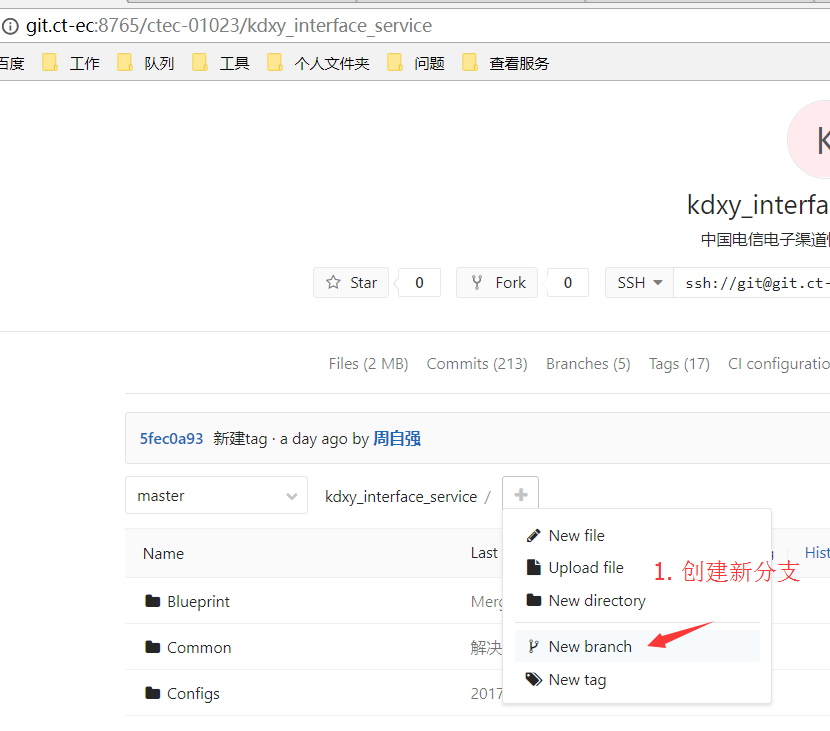 git.ct-ec:8765/ctec-01023/kdxy_interface_service
百度 工作 队列 工具 个人文件夹 问题 查看服务
K
kdxy_interfa
中国电信电子渠道
Star 0 Fork 0 SSH ssh://git@git.ct-
Files (2 MB) Commits (213) Branches (5) Tags (17) CI configuratio
5fec0a93 新建tag · a day ago by 周自强
master kdxy_interface_service / +
Name Last Hist
New file
Upload file
1. 创建新分支
New directory
Blueprint Merg
New branch
Common 解决
New tag
Configs 2017